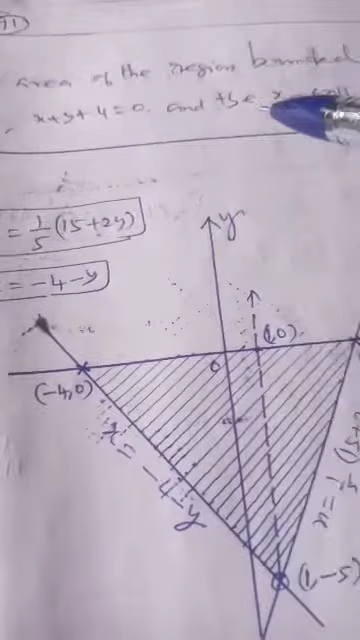 area of the region bounded
x+y+4=0. and the x
= 1/5 (15+2y)
= -4-y
y
(1,0)
0
(-4,0)
x = -4-y
(1,-5)